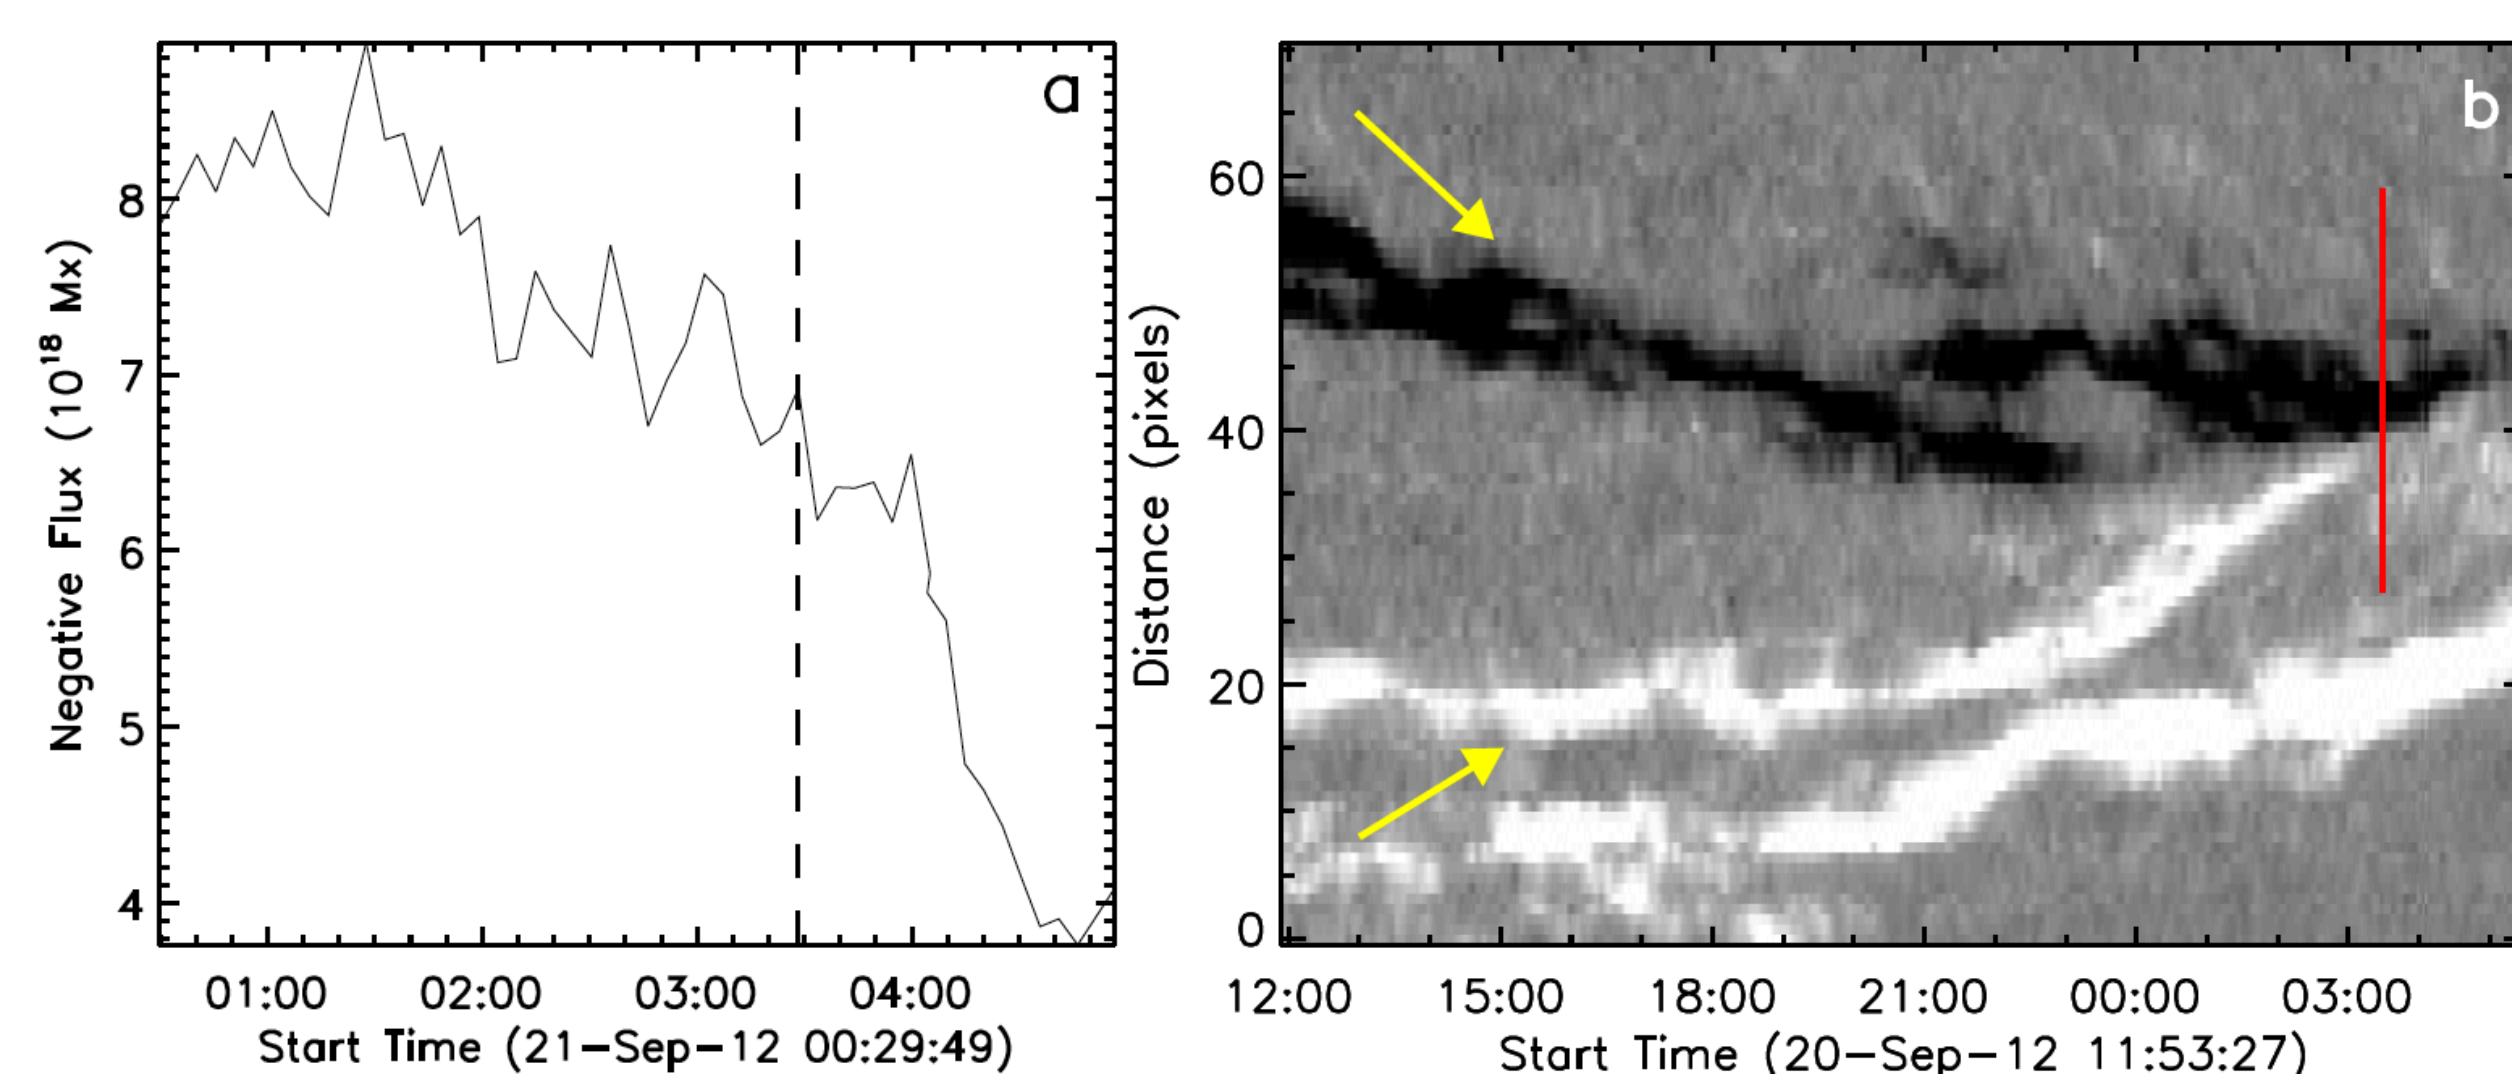 a
Negative Flux (10¹⁸ Mx)
8
7
6
5
4
01:00 02:00 03:00 04:00
Start Time (21-Sep-12 00:29:49)
b
Distance (pixels)
60
40
20
0
12:00 15:00 18:00 21:00 00:00 03:00
Start Time (20-Sep-12 11:53:27)